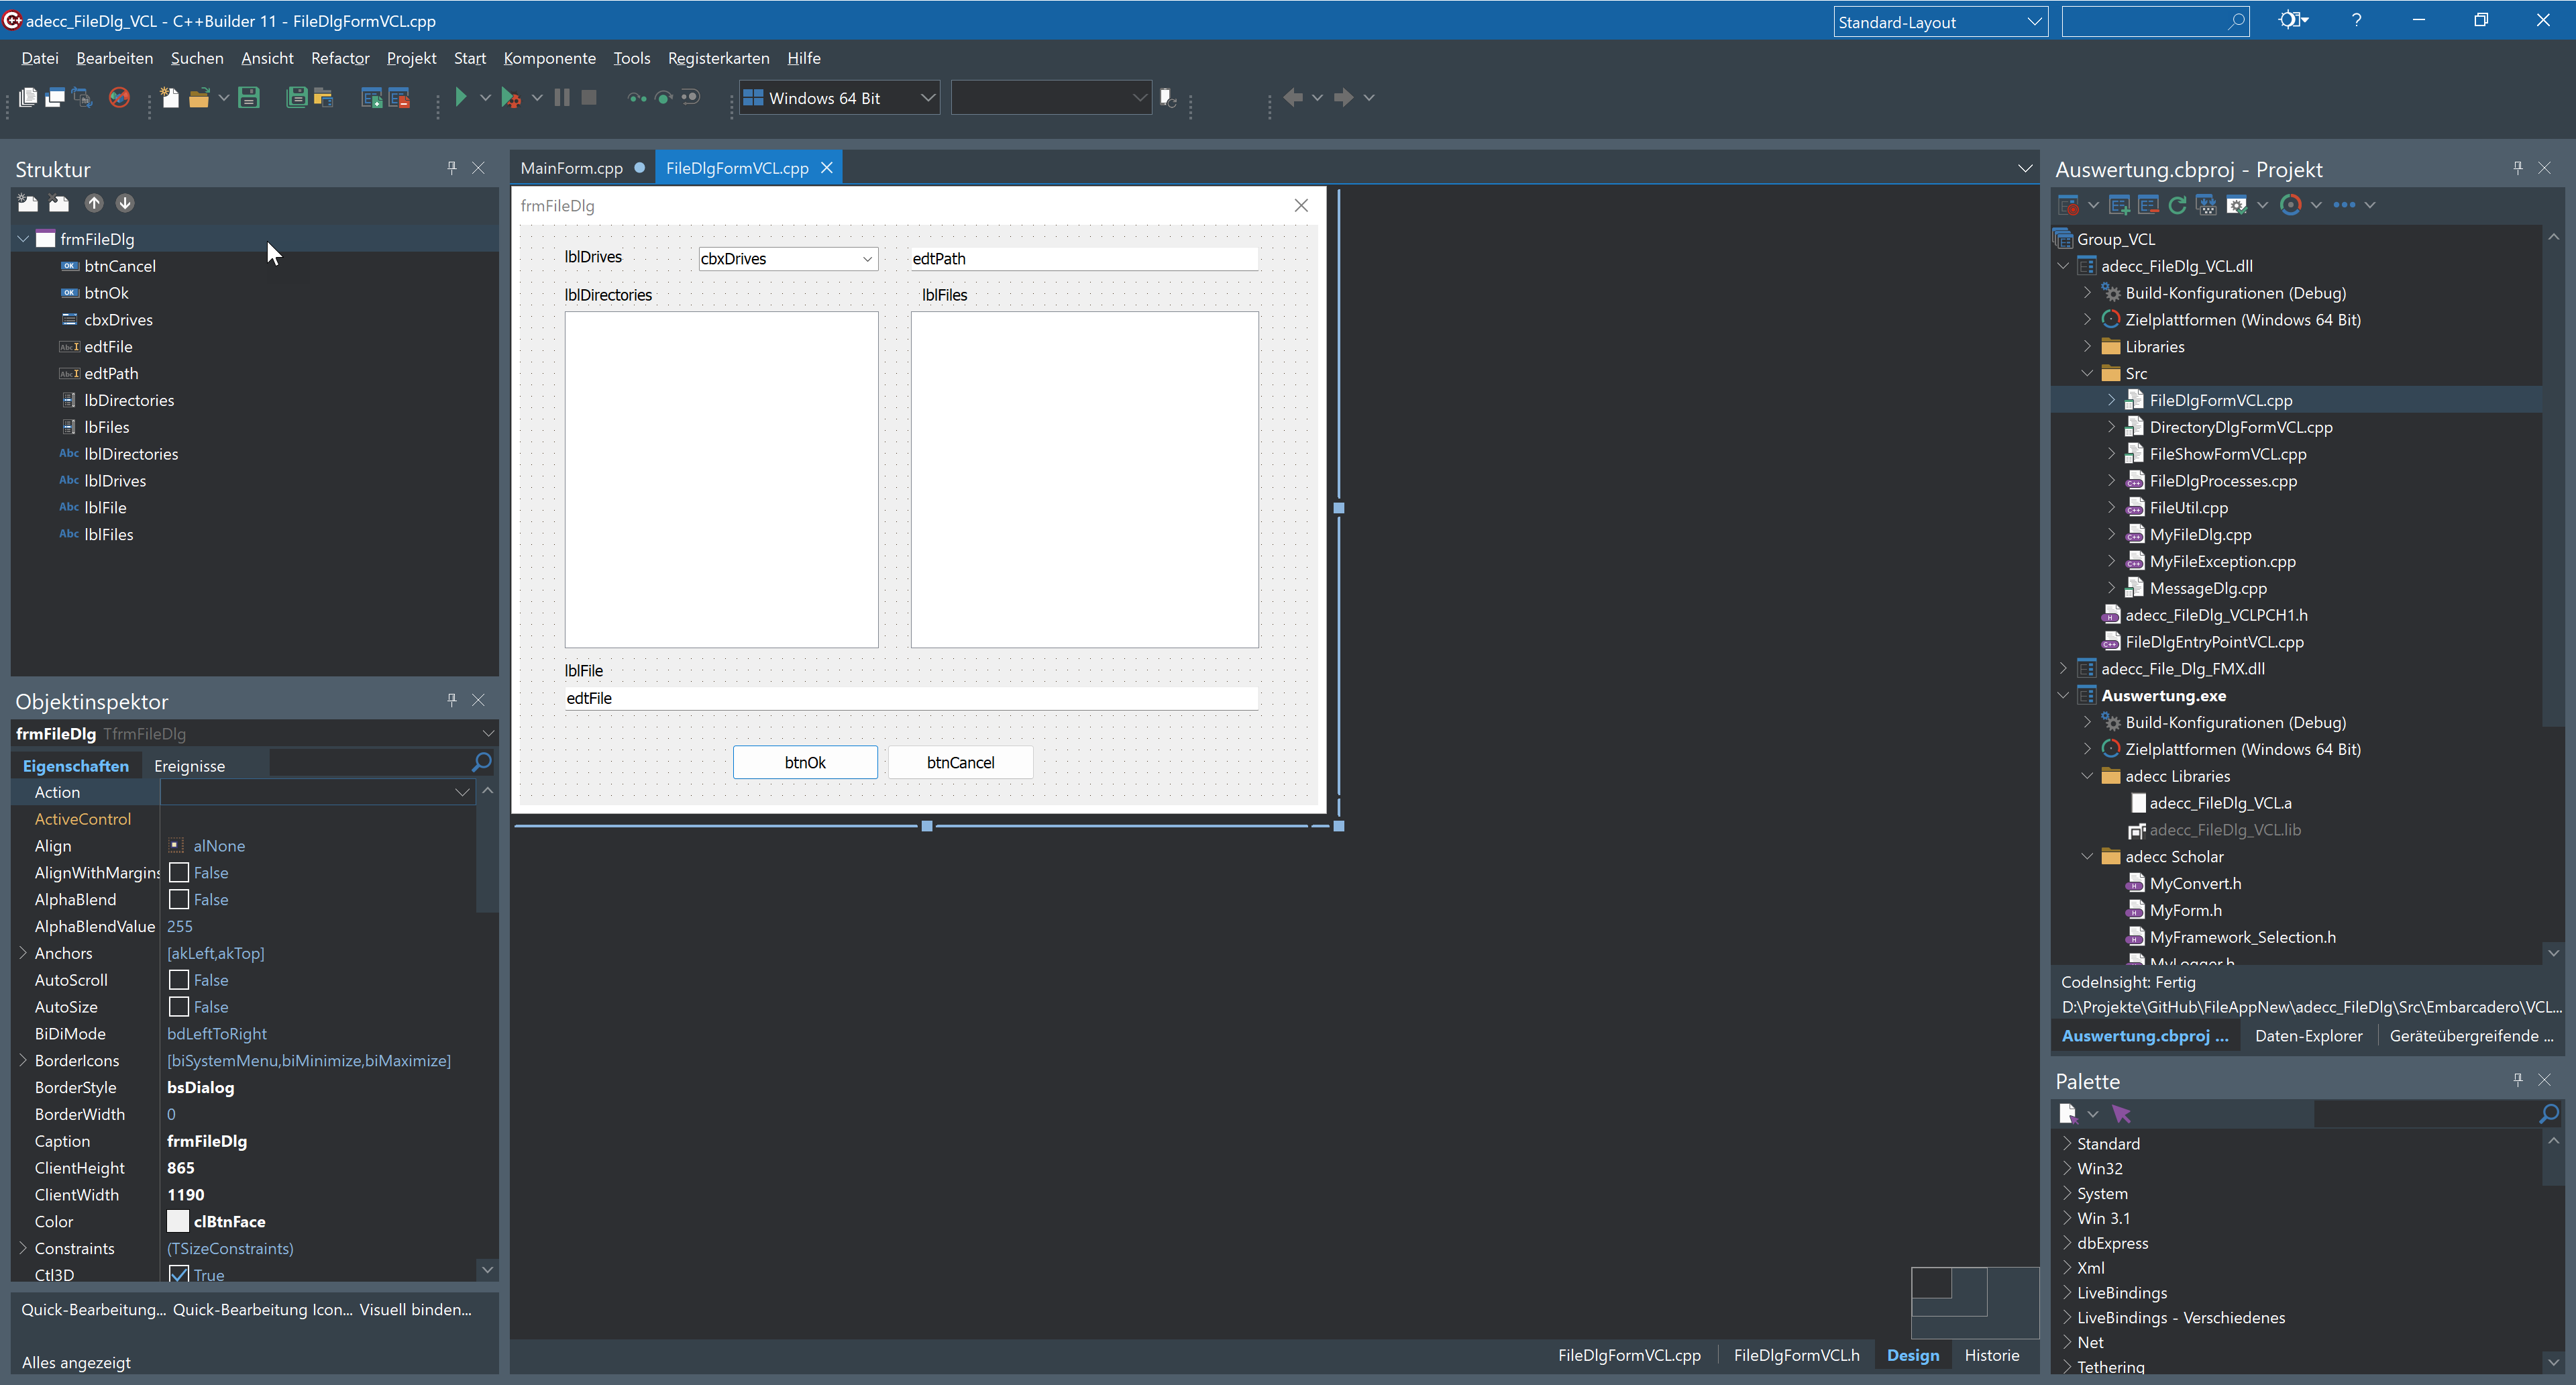 adecc_FileDlg_VCL - C++Builder 11 - FileDlgFormVCL.cpp
Standard-Layout
?
Datei Bearbeiten Suchen Ansicht Refactor Projekt Start Komponente Tools Registerkarten Hilfe
Windows 64 Bit
Struktur
frmFileDlg
btnCancel
btnOk
cbxDrives
edtFile
edtPath
lbDirectories
lbFiles
lblDirectories
lblDrives
lblFile
lblFiles
Objektinspektor
frmFileDlg TfrmFileDlg
Eigenschaften Ereignisse
Action
ActiveControl
Align alNone
AlignWithMargins False
AlphaBlend False
AlphaBlendValue 255
Anchors [akLeft,akTop]
AutoScroll False
AutoSize False
BiDiMode bdLeftToRight
BorderIcons [biSystemMenu,biMinimize,biMaximize]
BorderStyle bsDialog
BorderWidth 0
Caption frmFileDlg
ClientHeight 865
ClientWidth 1190
Color clBtnFace
Constraints (TSizeConstraints)
Ctl3D True
Quick-Bearbeitung... Quick-Bearbeitung Icon... Visuell binden...
Alles angezeigt
MainForm.cpp FileDlgFormVCL.cpp
frmFileDlg
lblDrives cbxDrives edtPath
lblDirectories lblFiles
lblFile
edtFile
btnOk btnCancel
FileDlgFormVCL.cpp FileDlgFormVCL.h Design Historie
Auswertung.cbproj - Projekt
Group_VCL
adecc_FileDlg_VCL.dll
Build-Konfigurationen (Debug)
Zielplattformen (Windows 64 Bit)
Libraries
Src
FileDlgFormVCL.cpp
DirectoryDlgFormVCL.cpp
FileShowFormVCL.cpp
FileDlgProcesses.cpp
FileUtil.cpp
MyFileDlg.cpp
MyFileException.cpp
MessageDlg.cpp
adecc_FileDlg_VCLPCH1.h
FileDlgEntryPointVCL.cpp
adecc_File_Dlg_FMX.dll
Auswertung.exe
Build-Konfigurationen (Debug)
Zielplattformen (Windows 64 Bit)
adecc Libraries
adecc_FileDlg_VCL.a
adecc_FileDlg_VCL.lib
adecc Scholar
MyConvert.h
MyForm.h
MyFramework_Selection.h
MyLogger.h
CodeInsight: Fertig
D:\Projekte\GitHub\FileAppNew\adecc_FileDlg\Src\Embarcadero\VCL...
Auswertung.cbproj ... Daten-Explorer Geräteübergreifende ...
Palette
Standard
Win32
System
Win 3.1
dbExpress
Xml
LiveBindings
LiveBindings - Verschiedenes
Net
Tethering